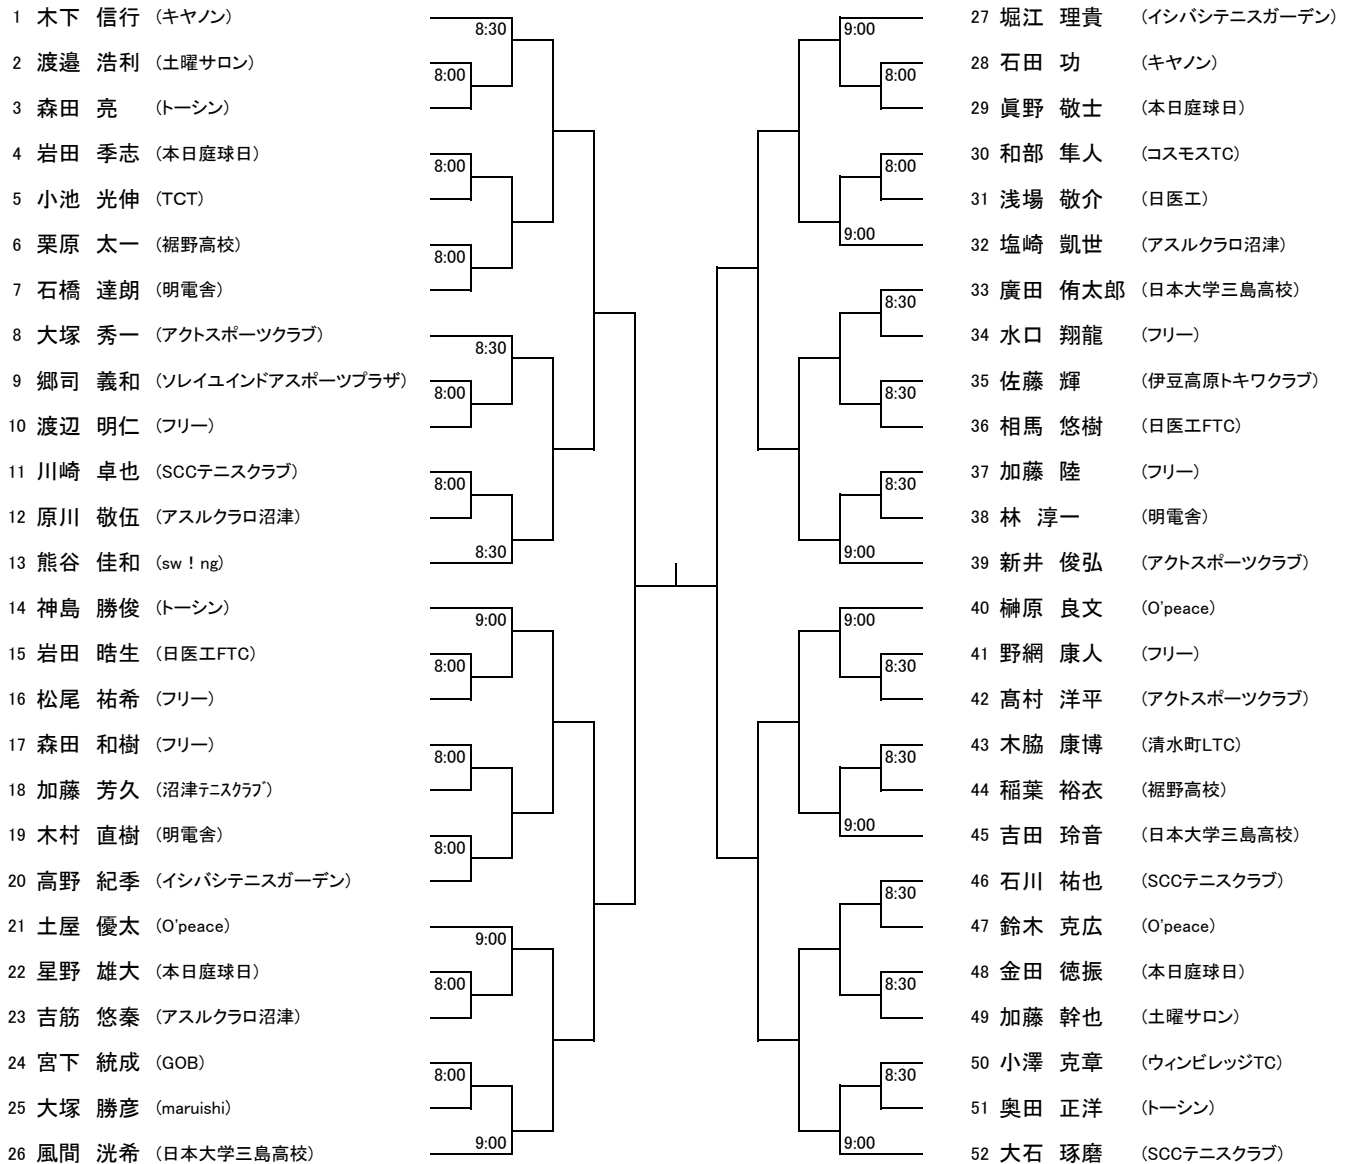 1 木下 信行 (キヤノン)
8:30
2 渡邉 浩利 (土曜サロン)
8:00
3 森田 亮 (トーシン)
4 岩田 季志 (本日庭球日)
8:00
5 小池 光伸 (TCT)
6 栗原 太一 (裾野高校)
8:00
7 石橋 達朗 (明電舎)
8 大塚 秀一 (アクトスポーツクラブ)
8:30
9 郷司 義和 (ソレイユインドアスポーツプラザ)
8:00
10 渡辺 明仁 (フリー)
11 川崎 卓也 (SCCテニスクラブ)
8:00
12 原川 敬伍 (アスルクラロ沼津)
8:30
13 熊谷 佳和 (sw!ng)
14 神島 勝俊 (トーシン)
9:00
15 岩田 晧生 (日医工FTC)
8:00
16 松尾 祐希 (フリー)
17 森田 和樹 (フリー)
8:00
18 加藤 芳久 (沼津ﾃﾆｽｸﾗﾌﾞ)
19 木村 直樹 (明電舎)
8:00
20 高野 紀季 (イシバシテニスガーデン)
21 土屋 優太 (O'peace)
9:00
22 星野 雄大 (本日庭球日)
8:00
23 吉筋 悠秦 (アスルクラロ沼津)
24 宮下 統成 (GOB)
8:00
25 大塚 勝彦 (maruishi)
9:00
26 風間 洸希 (日本大学三島高校)
27 堀江 理貴 (イシバシテニスガーデン)
9:00
28 石田 功 (キヤノン)
8:00
29 眞野 敬士 (本日庭球日)
30 和部 隼人 (コスモスTC)
8:00
31 浅場 敬介 (日医工)
9:00
32 塩崎 凱世 (アスルクラロ沼津)
33 廣田 侑太郎 (日本大学三島高校)
8:30
34 水口 翔龍 (フリー)
35 佐藤 輝 (伊豆高原トキワクラブ)
8:30
36 相馬 悠樹 (日医工FTC)
37 加藤 陸 (フリー)
8:30
38 林 淳一 (明電舎)
9:00
39 新井 俊弘 (アクトスポーツクラブ)
40 榊原 良文 (O'peace)
9:00
41 野網 康人 (フリー)
8:30
42 髙村 洋平 (アクトスポーツクラブ)
43 木脇 康博 (清水町LTC)
8:30
44 稲葉 裕衣 (裾野高校)
9:00
45 吉田 玲音 (日本大学三島高校)
46 石川 祐也 (SCCテニスクラブ)
8:30
47 鈴木 克広 (O'peace)
48 金田 徳振 (本日庭球日)
8:30
49 加藤 幹也 (土曜サロン)
50 小澤 克章 (ウィンビレッジTC)
8:30
51 奥田 正洋 (トーシン)
9:00
52 大石 琢磨 (SCCテニスクラブ)